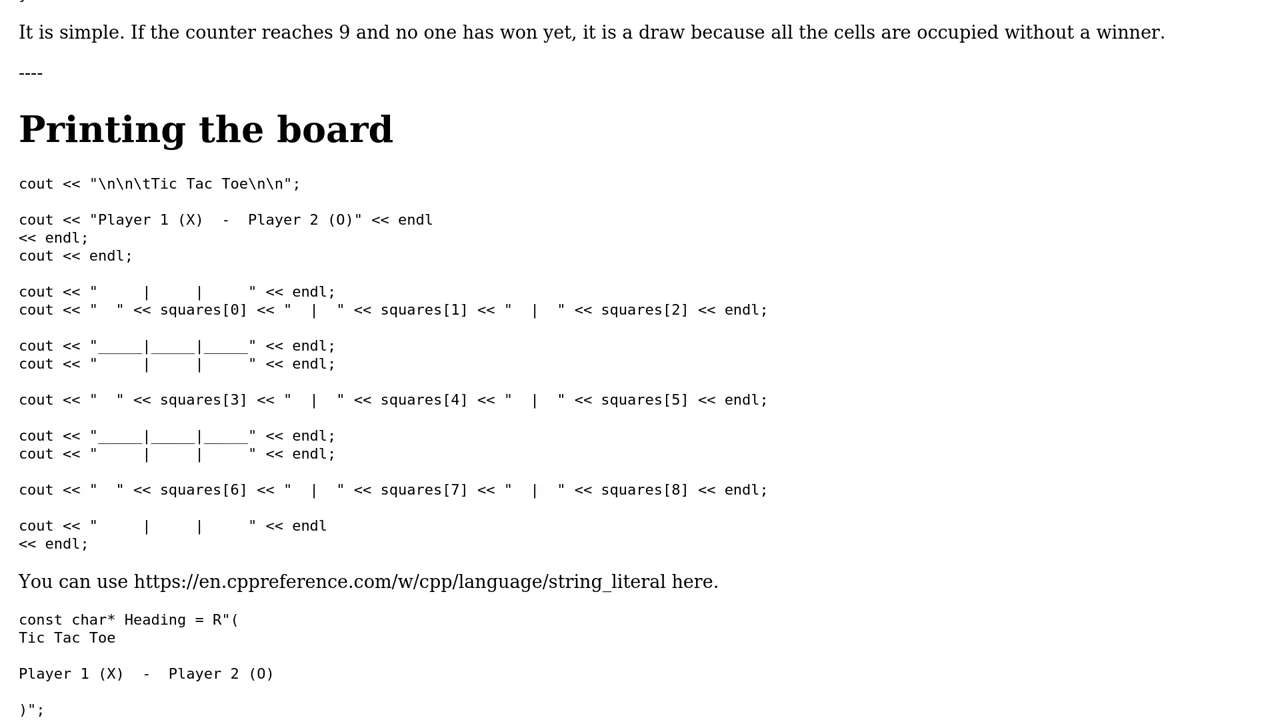 It is simple. If the counter reaches 9 and no one has won yet, it is a draw because all the cells are occupied without a winner.
----
Printing the board
cout << "\n\n\tTic Tac Toe\n\n";
cout << "Player 1 (X)  -  Player 2 (O)" << endl
<< endl;
cout << endl;
cout << "     |     |     " << endl;
cout << "  " << squares[0] << "  |  " << squares[1] << "  |  " << squares[2] << endl;
cout << "_____|_____|_____" << endl;
cout << "     |     |     " << endl;
cout << "  " << squares[3] << "  |  " << squares[4] << "  |  " << squares[5] << endl;
cout << "_____|_____|_____" << endl;
cout << "     |     |     " << endl;
cout << "  " << squares[6] << "  |  " << squares[7] << "  |  " << squares[8] << endl;
cout << "     |     |     " << endl
<< endl;
You can use https://en.cppreference.com/w/cpp/language/string_literal here.
const char* Heading = R"(
Tic Tac Toe
Player 1 (X)  -  Player 2 (O)
)";